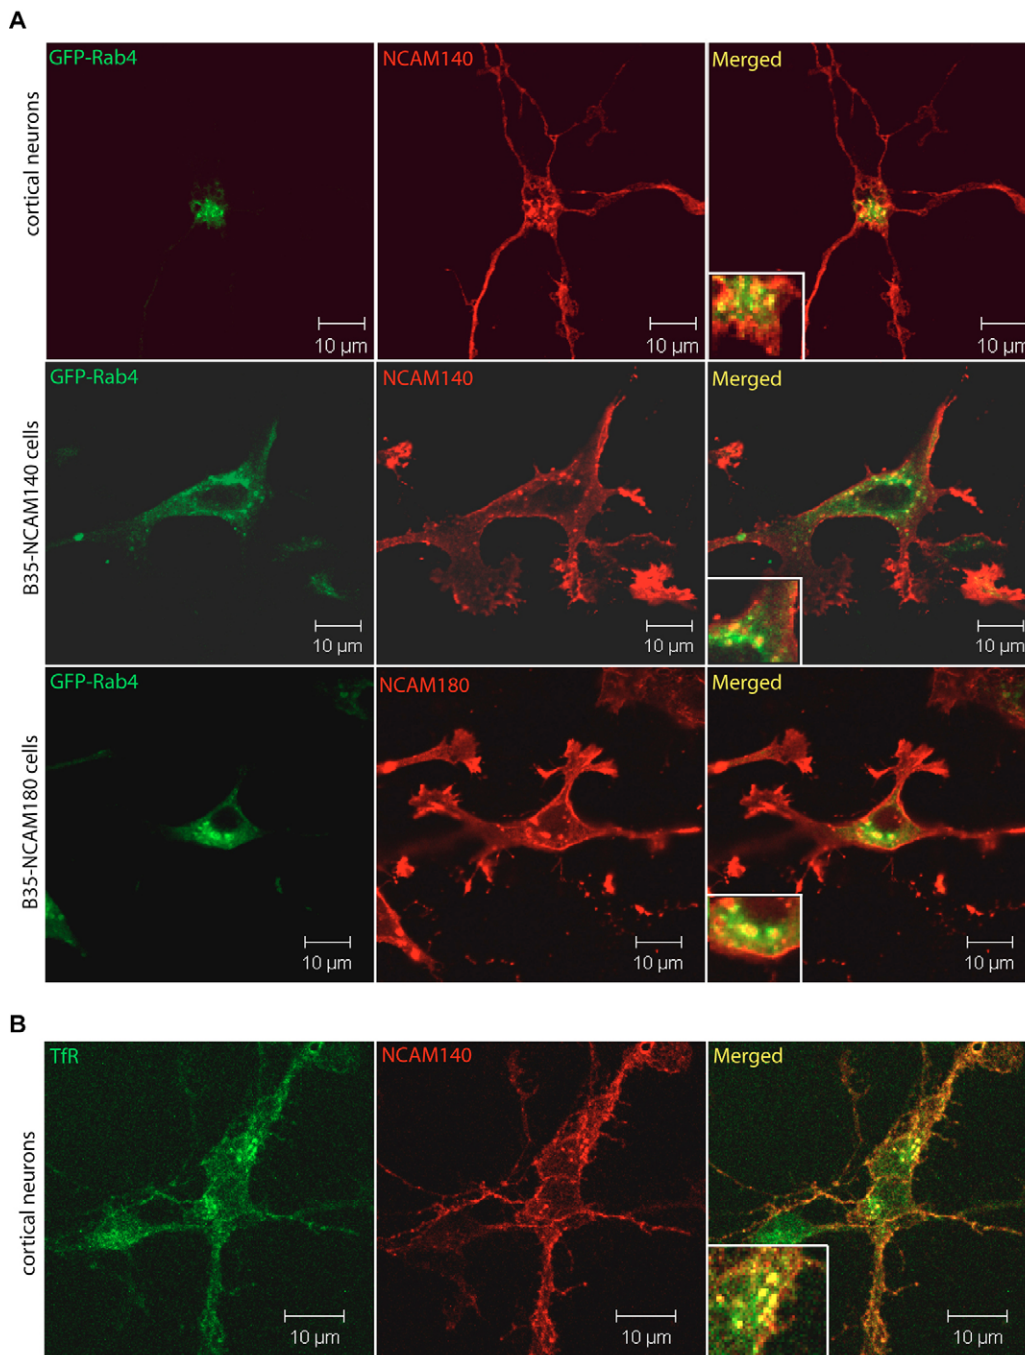 A
cortical neurons
GFP-Rab4
NCAM140
Merged
10 µm
10 µm
10 µm
B35-NCAM140 cells
GFP-Rab4
NCAM140
Merged
10 µm
10 µm
10 µm
B35-NCAM180 cells
GFP-Rab4
NCAM180
Merged
10 µm
10 µm
10 µm
B
cortical neurons
TfR
NCAM140
Merged
10 µm
10 µm
10 µm